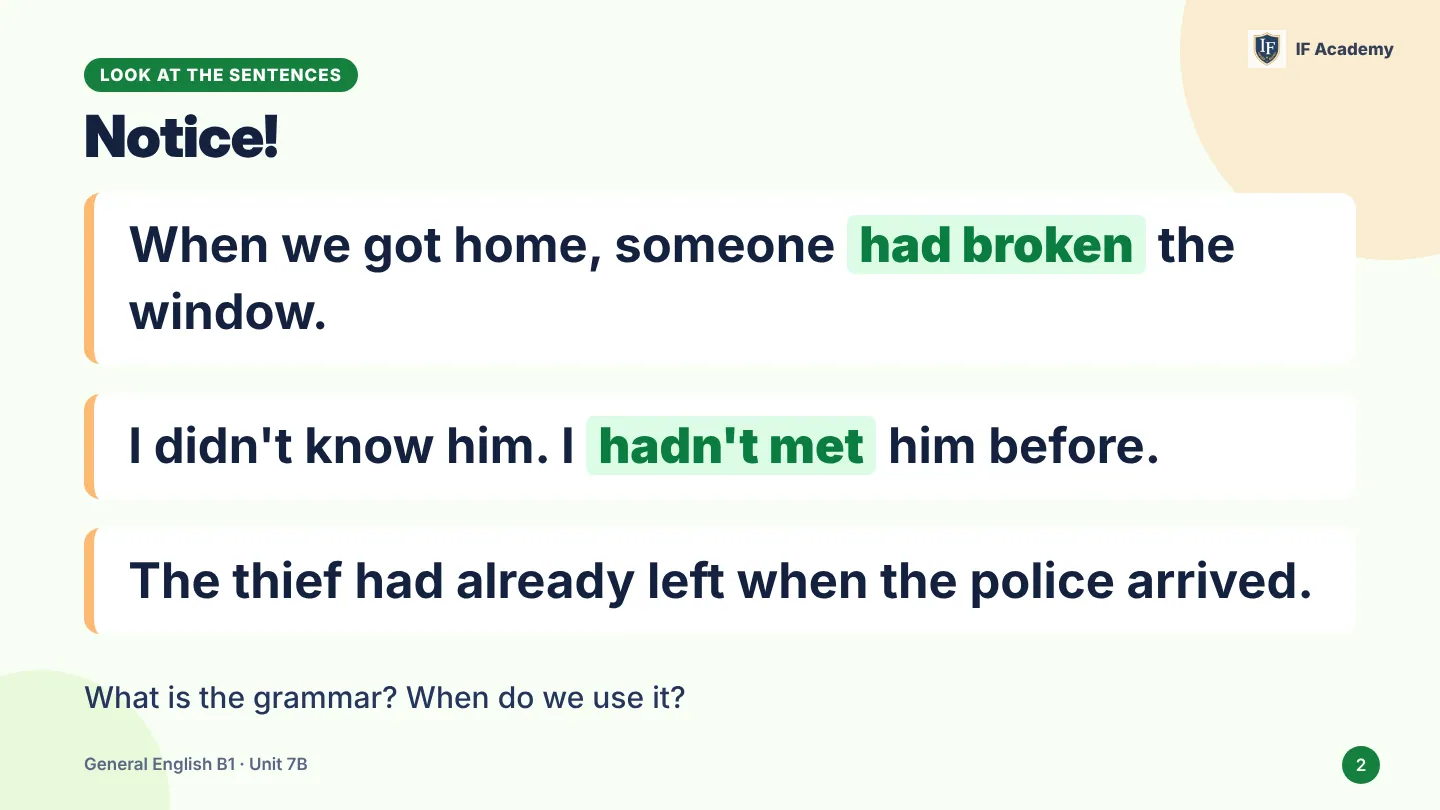 IF Academy
LOOK AT THE SENTENCES
Notice!
When we got home, someone had broken the
window.
I didn't know him. I hadn't met him before.
The thief had already left when the police arrived.
What is the grammar? When do we use it?
General English B1 · Unit 7B
2